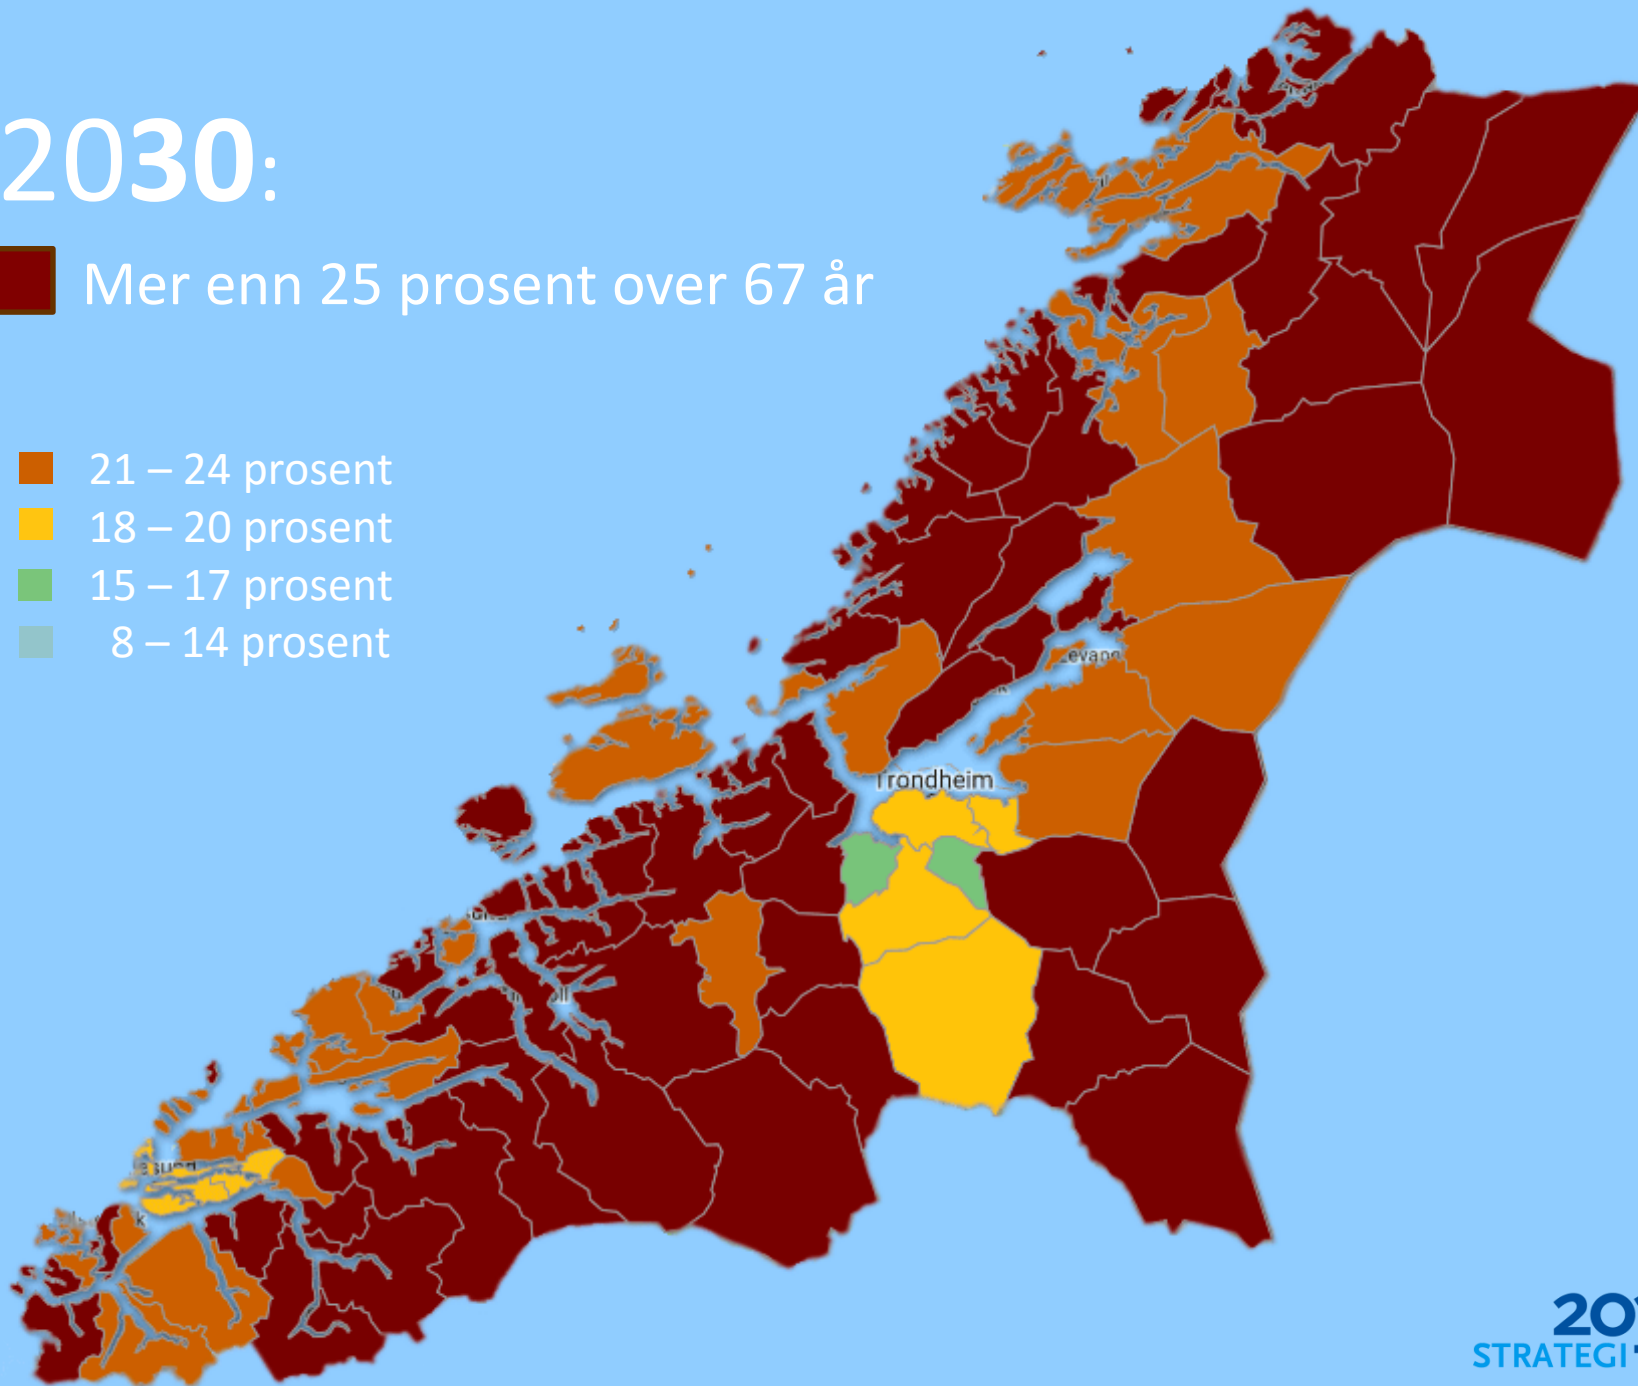 2030:
Mer enn 25 prosent over 67 år
21 – 24 prosent
18 – 20 prosent
15 – 17 prosent
8 – 14 prosent
Trondheim
STRATEGI